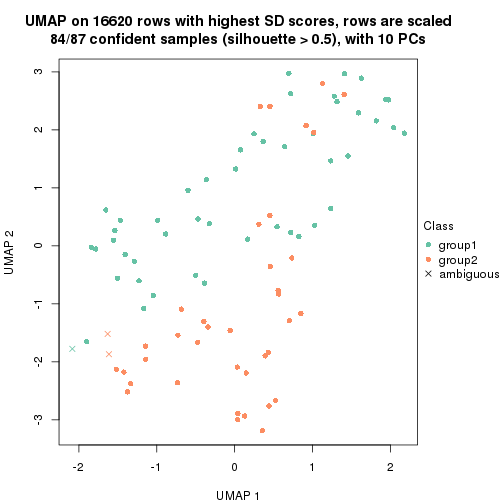 UMAP on 16620 rows with highest SD scores, rows are scaled
84/87 confident samples (silhouette > 0.5), with 10 PCs
3
2
1
0
-1
-2
-3
UMAP 2
-2
-1
0
1
2
UMAP 1
Class
group1
group2
ambiguous